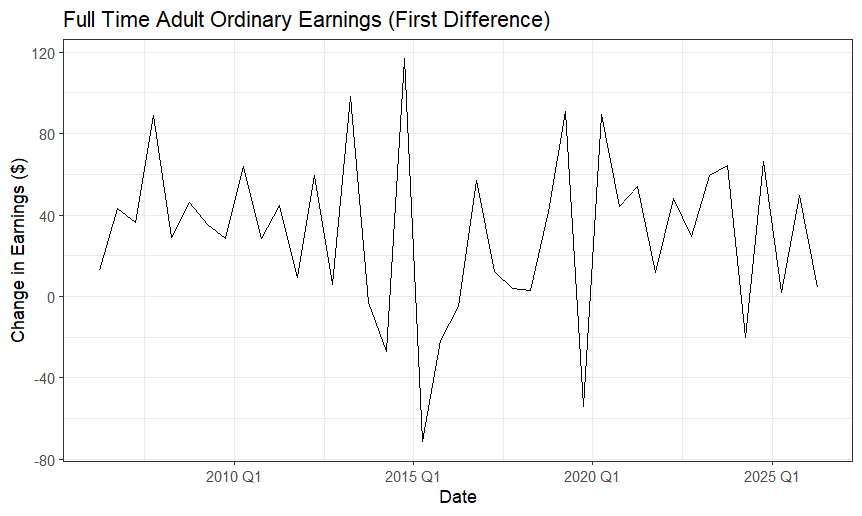 Full Time Adult Ordinary Earnings (First Difference)
Change in Earnings ($)
120
80
40
0
-40
-80
2010 Q1 2015 Q1 2020 Q1 2025 Q1
Date